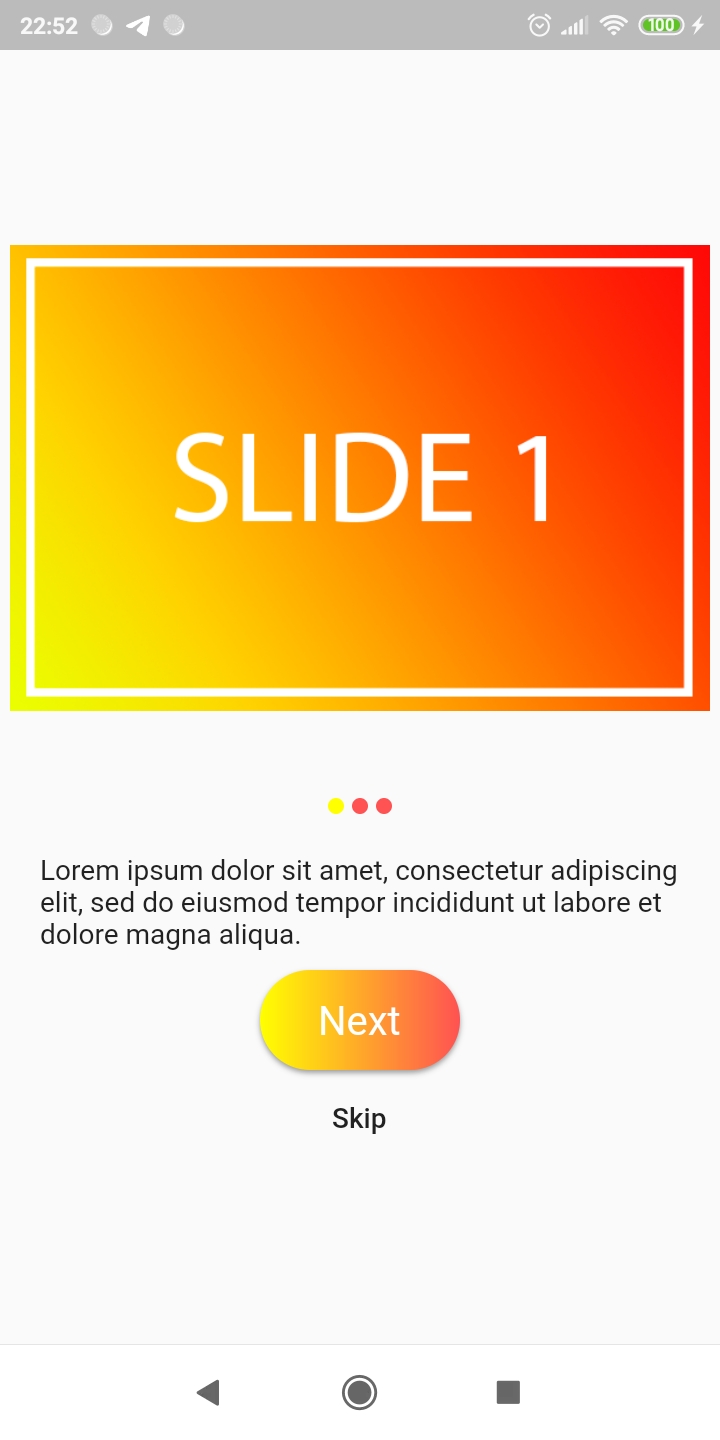 22:52
100
SLIDE 1
Lorem ipsum dolor sit amet, consectetur adipiscing
elit, sed do eiusmod tempor incididunt ut labore et
dolore magna aliqua.
Next
Skip